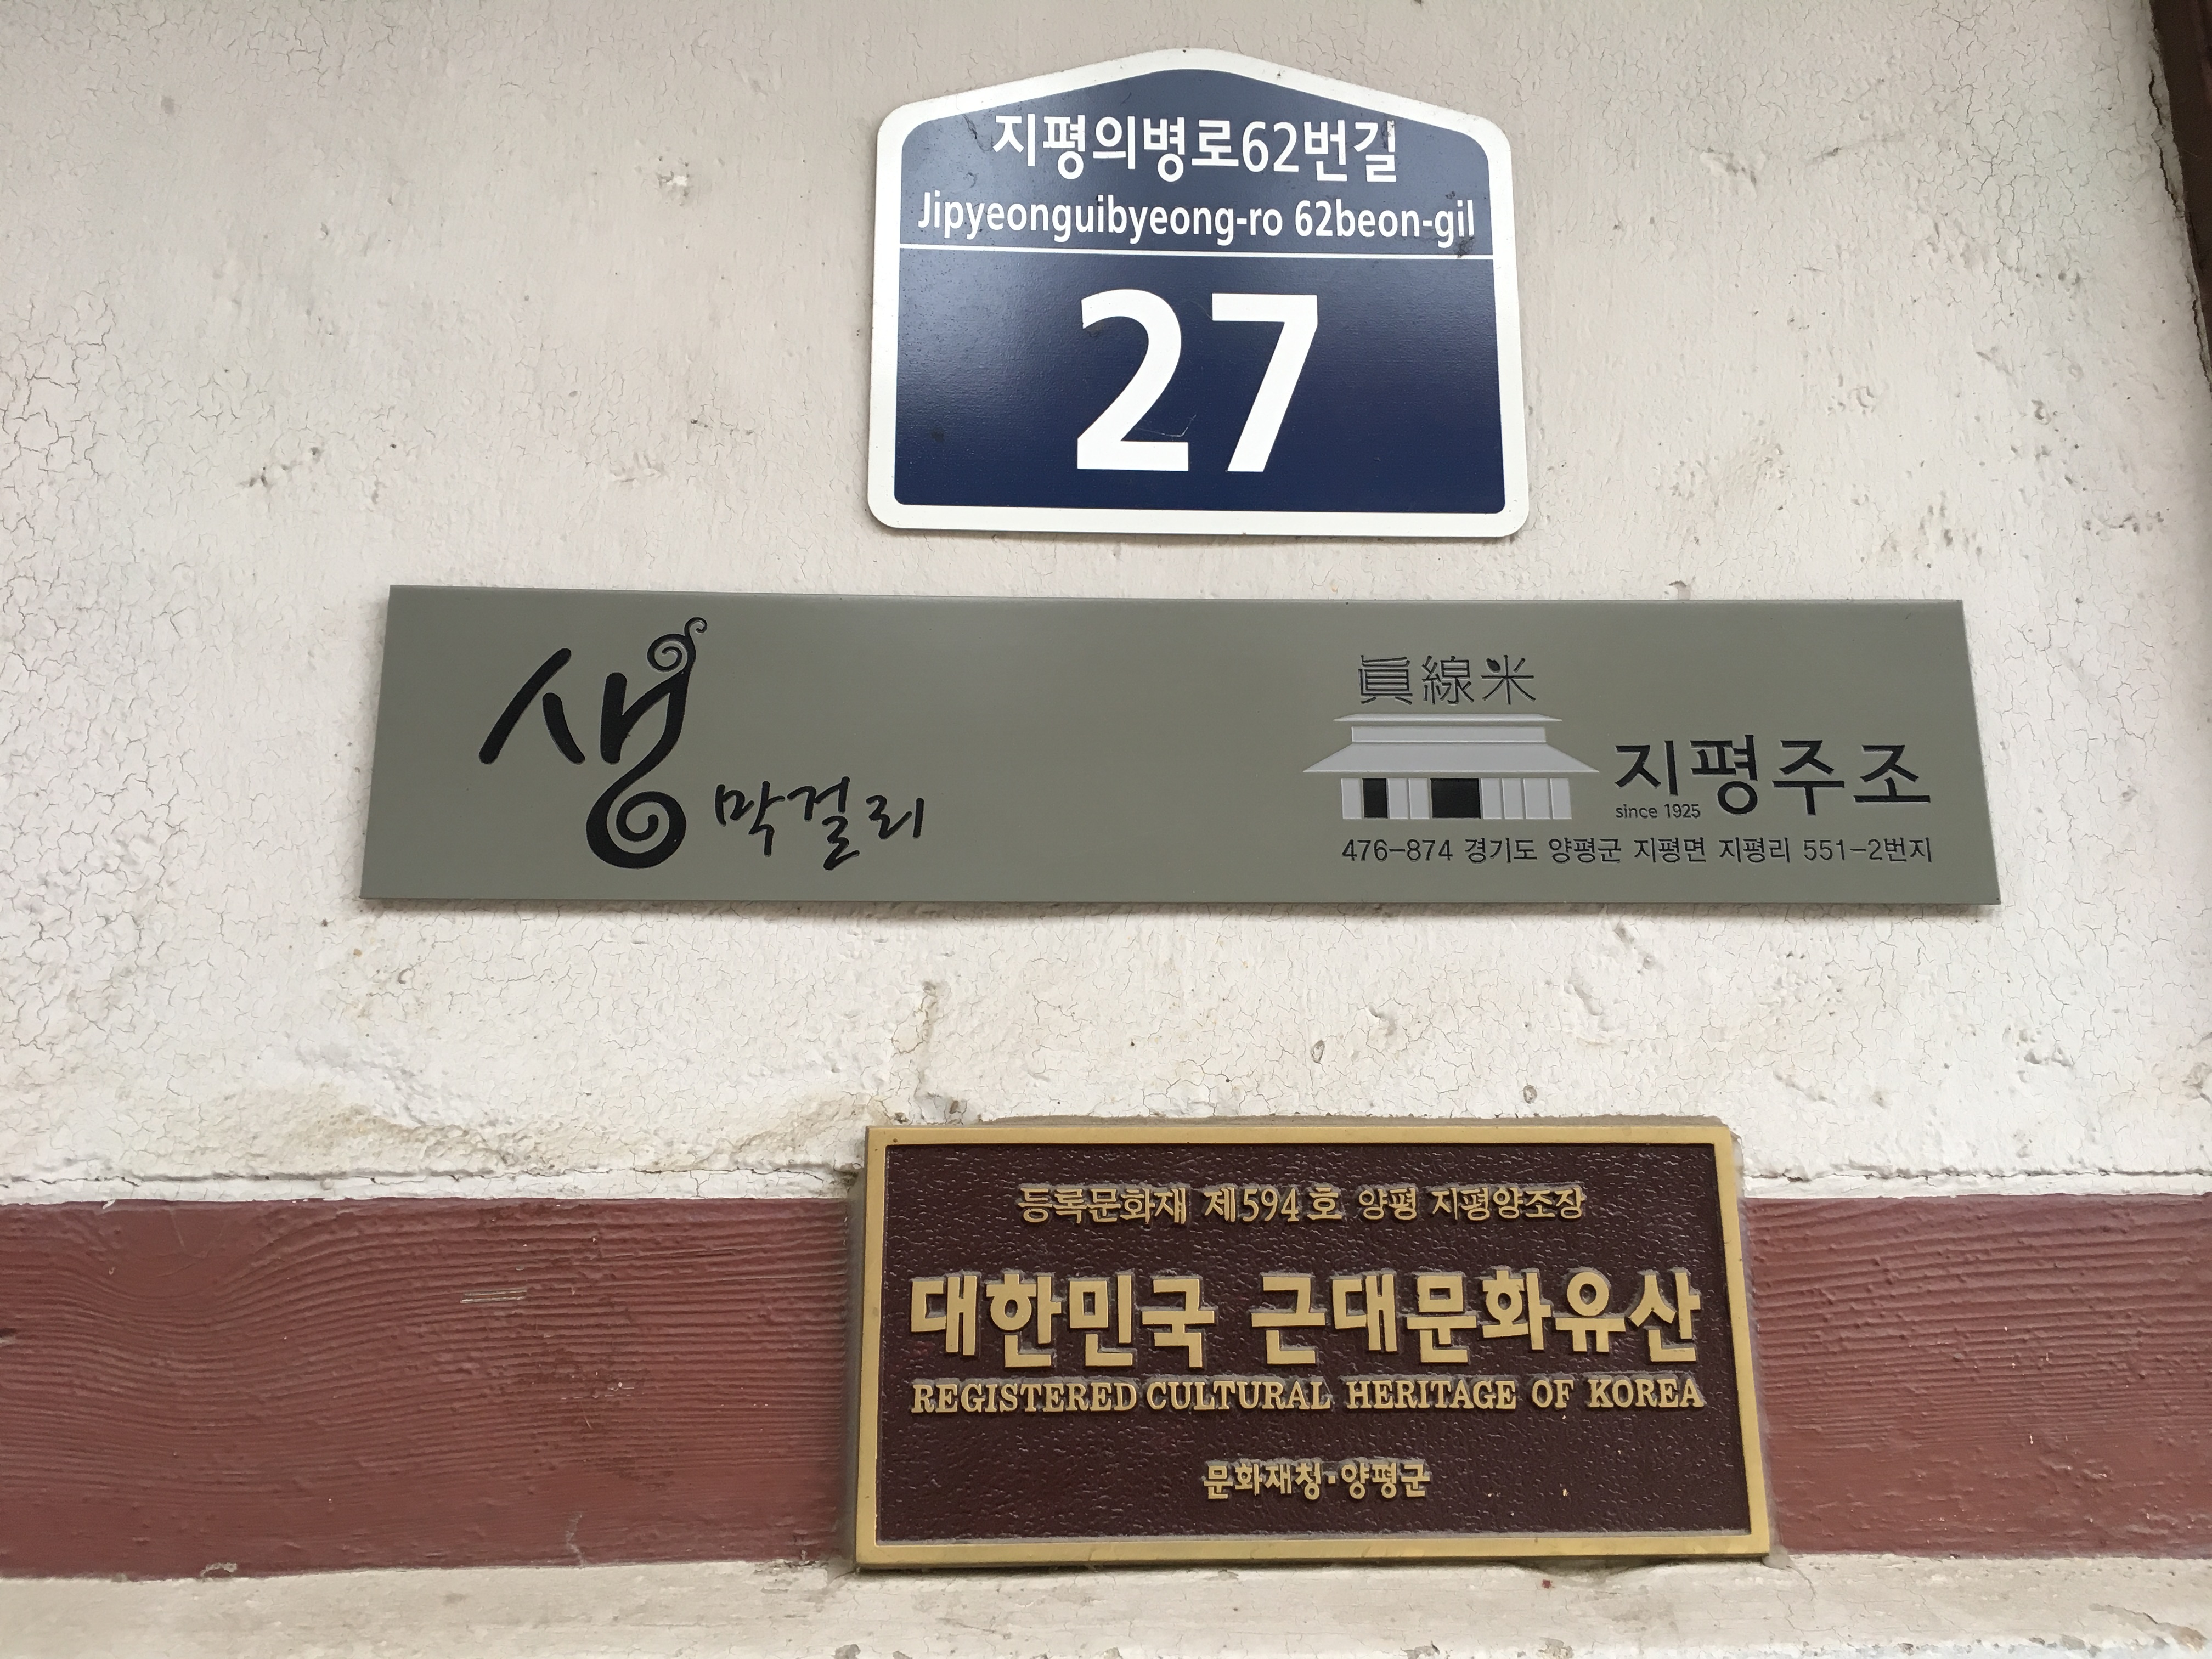 지평의병로62번길
Jipyeonguibyeong-ro 62beon-gil
27
생 막걸리
眞線米
지평주조
since 1925
476-874 경기도 양평군 지평면 지평리 551-2번지
등록문화재 제594호 양평 지평양조장
대한민국 근대문화유산
REGISTERED CULTURAL HERITAGE OF KOREA
문화재청·양평군